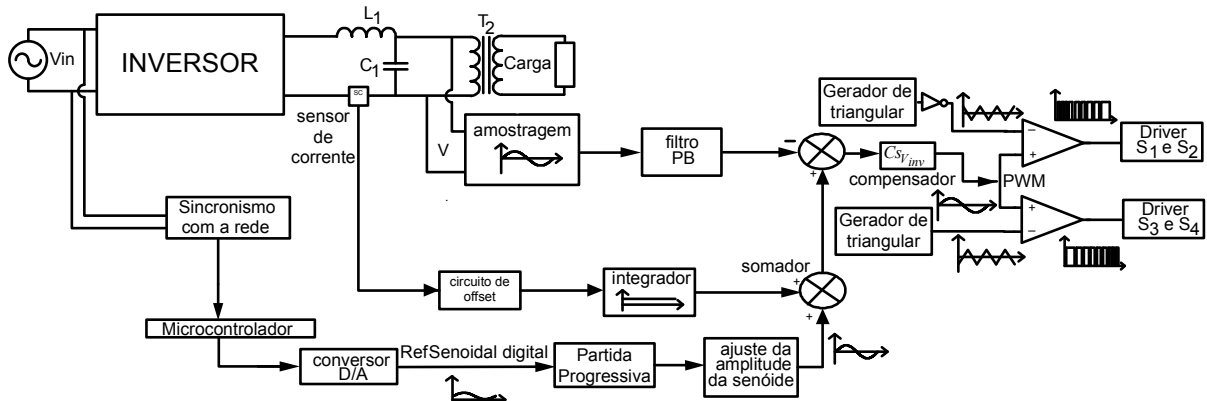 Vin
INVERSOR
L1
C1
T2
Carga
SC
sensor
de
corrente
V
amostragem
filtro
PB
−
+
CsVinv
compensador
Gerador de
triangular
−
+
PWM
Driver
S1 e S2
Gerador
de
triangular
+
−
Driver
S3 e S4
Sincronismo
com a rede
circuito de
offset
integrador
somador
+
+
Microcontrolador
conversor
D/A
RefSenoidal digital
Partida
Progressiva
ajuste da
amplitude
da senóide